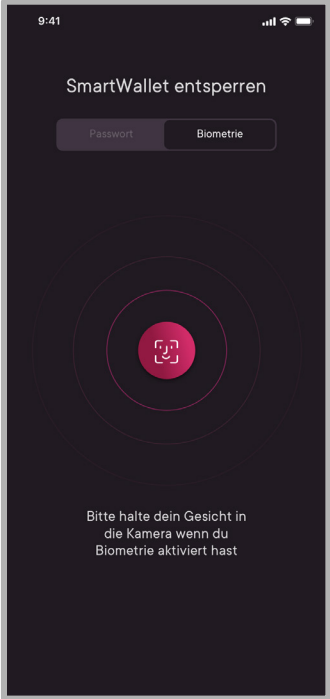 9:41
SmartWallet entsperren
Passwort Biometrie
Bitte halte dein Gesicht in
die Kamera wenn du
Biometrie aktiviert hast